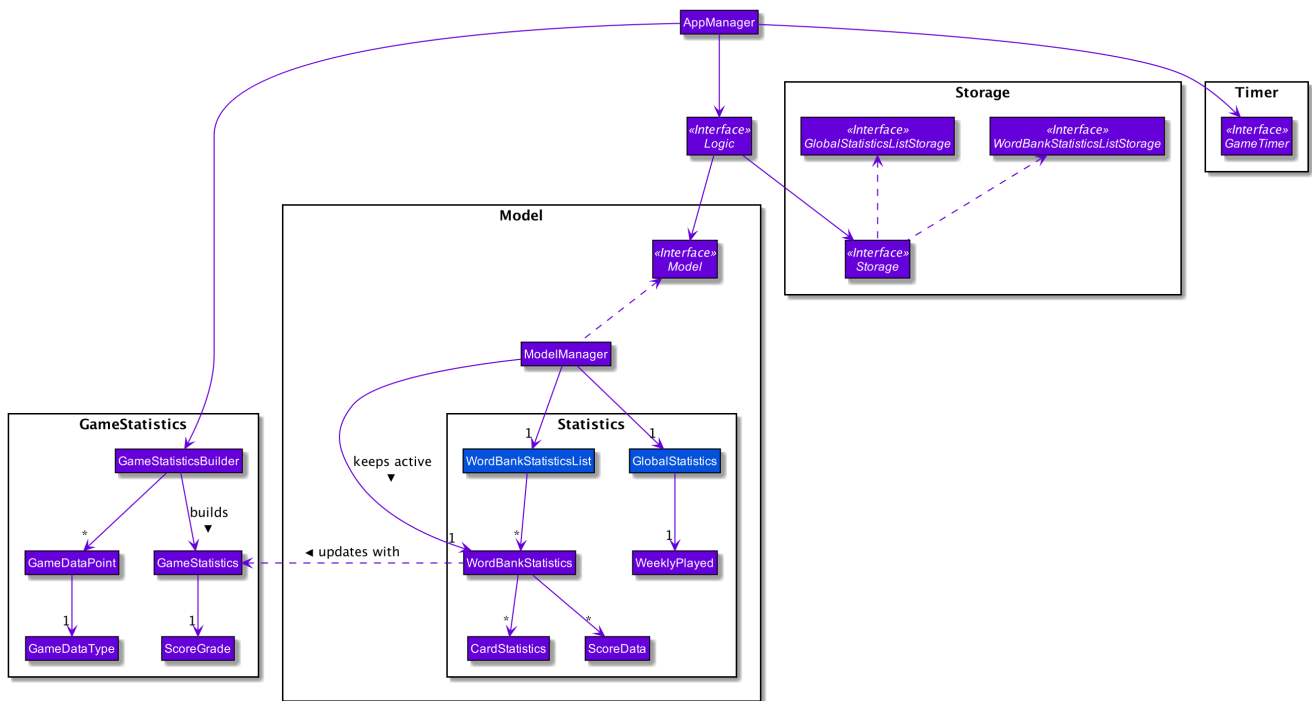 AppManager
Storage
Timer
«Interface»
GlobalStatisticsListStorage
«Interface»
WordBankStatisticsListStorage
«Interface»
GameTimer
«Interface»
Logic
Model
«Interface»
Model
«Interface»
Storage
ModelManager
GameStatistics
Statistics
1
1
GameStatisticsBuilder
keeps active
▼
WordBankStatisticsList
GlobalStatistics
builds
▼
*
1
*
1
GameDataPoint
GameStatistics
◄ updates with
WordBankStatistics
WeeklyPlayed
1
1
*
*
GameDataType
ScoreGrade
CardStatistics
ScoreData